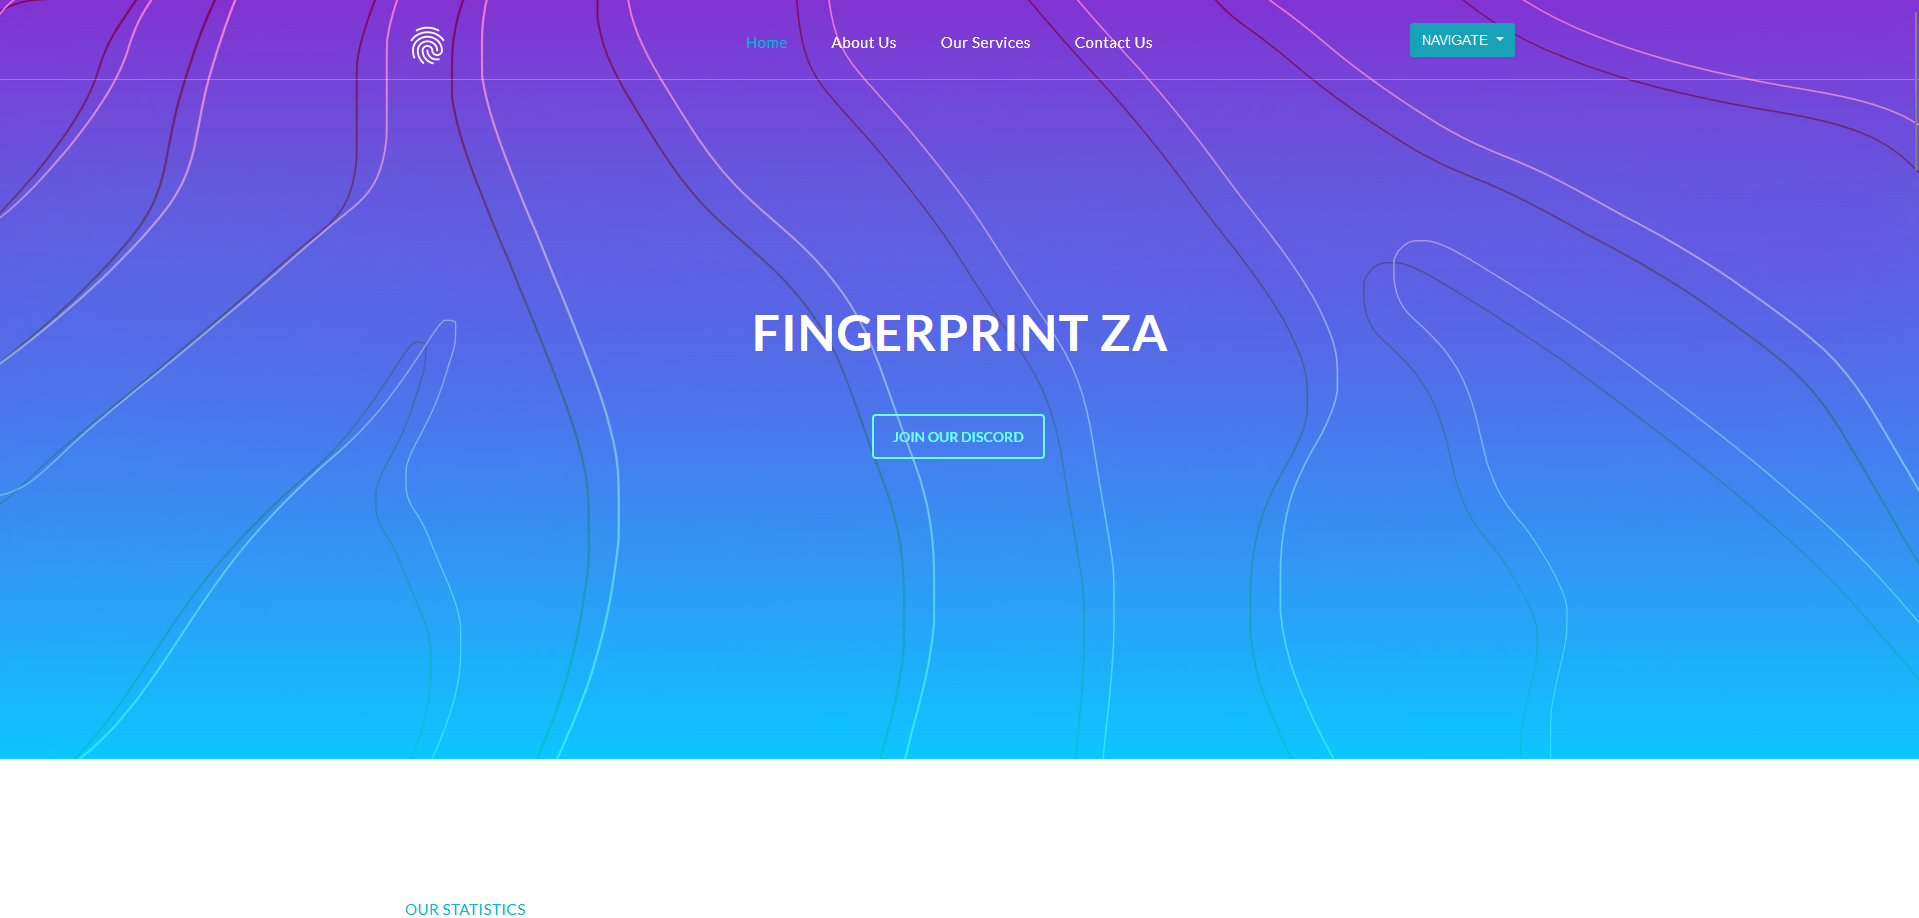 Home About Us Our Services Contact Us NAVIGATE
FINGERPRINT ZA
JOIN OUR DISCORD
OUR STATISTICS